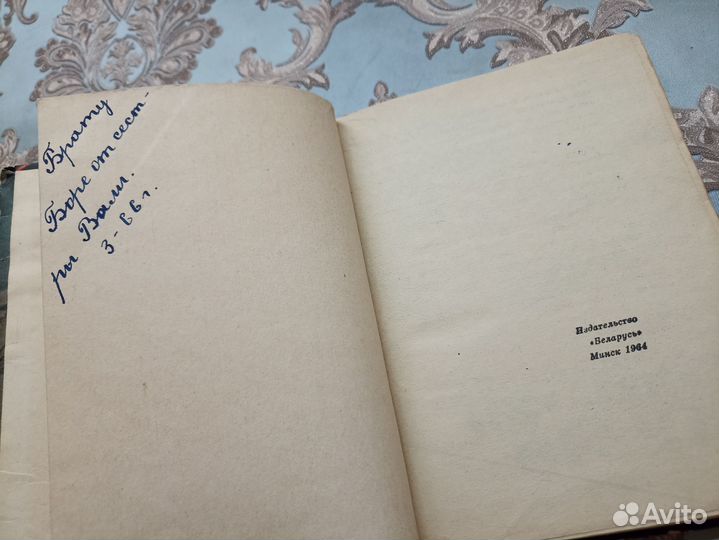 Брату
Боре от сест-
ры Вали.
3-66 г.
Издательство
«Беларусь»
Минск 1964
Avito